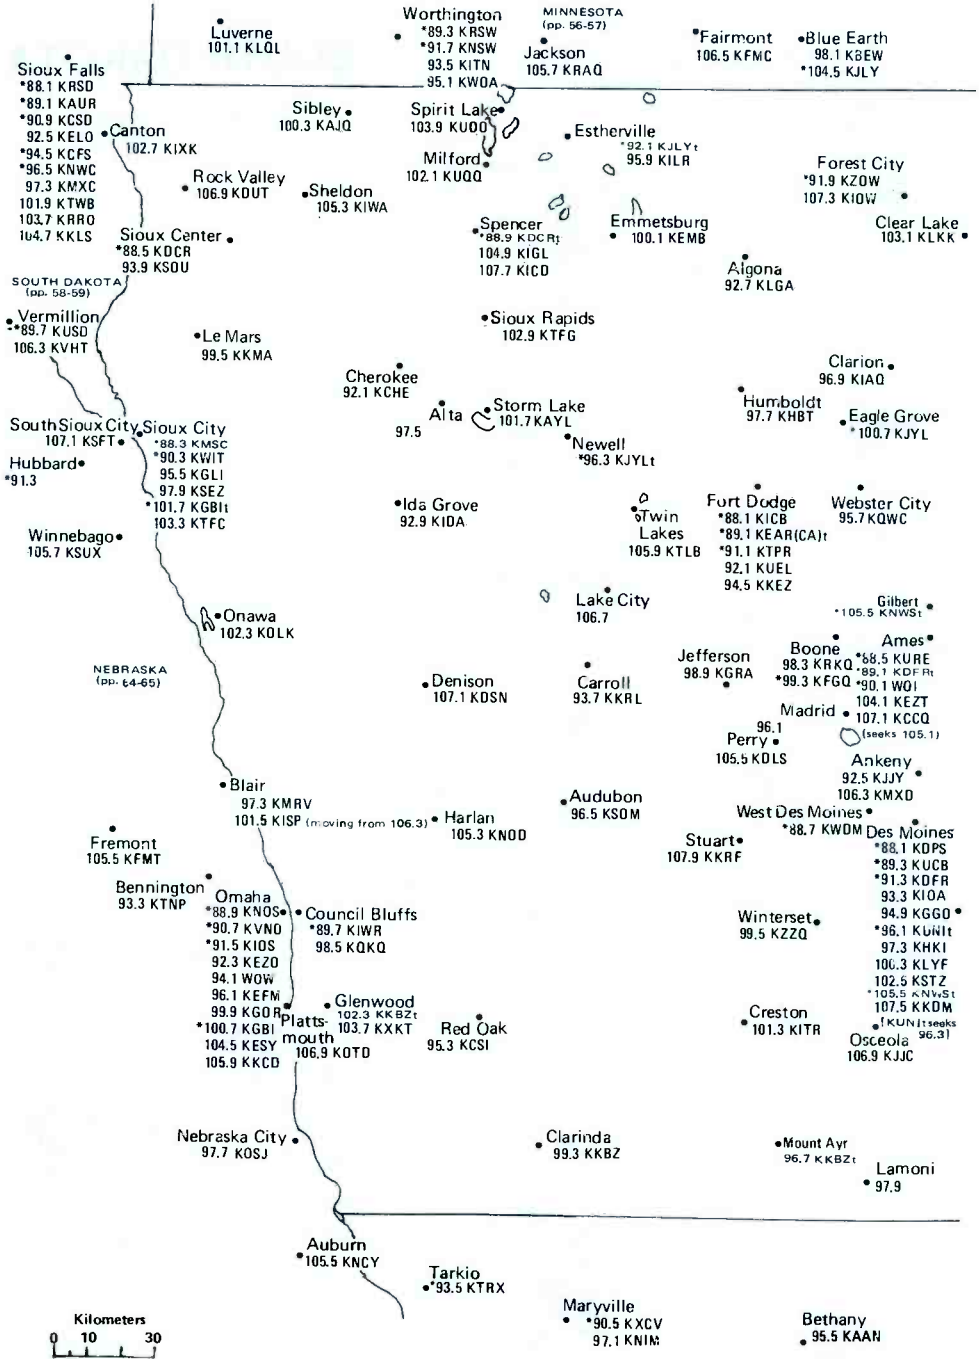 Luverne
101.1 KLQL
Worthington
*89.3 KRSW
*91.7 KNSW
93.5 KITN
95.1 KWOA
MINNESOTA
(pp. 56-57)
Jackson
105.7 KRAQ
Fairmont
106.5 KFMC
Blue Earth
98.1 KBEW
*104.5 KJLY
Sioux Falls
*88.1 KRSD
*89.1 KAUR
*90.9 KCSD
92.5 KELO
*94.5 KCFS
*96.5 KNWC
97.3 KMXC
101.9 KTWB
103.7 KRRO
104.7 KKLS
Canton
102.7 KIXK
Sibley
100.3 KAJQ
Spirit Lake
103.9 KUOO
Milford
102.1 KUQQ
Estherville
*92.1 KJLYt
95.9 KILR
Forest City
*91.9 KZOW
107.3 KIOW
Rock Valley
106.9 KDUT
Sheldon
105.3 KIWA
Sioux Center
*88.5 KDCR
93.9 KSOU
Spencer
*88.9 KDCRt
104.9 KIGL
107.7 KICD
Emmetsburg
100.1 KEMB
Clear Lake
103.1 KLKK
Algona
92.7 KLGA
SOUTH DAKOTA
(pp. 58-59)
Vermillion
*89.7 KUSD
106.3 KVHT
Le Mars
99.5 KKMA
Sioux Rapids
102.9 KTFG
Cherokee
92.1 KCHE
Clarion
96.9 KIAQ
Alta
97.5
Storm Lake
101.7 KAYL
Humboldt
97.7 KHBT
Eagle Grove
*100.7 KJYL
South Sioux City
107.1 KSFT
Sioux City
*88.3 KMSC
*90.3 KWIT
95.5 KGLI
97.9 KSEZ
*101.7 KGBIt
103.3 KTFC
Newell
*96.3 KJYLt
Hubbard
*91.3
Ida Grove
92.9 KIDA
Twin
Lakes
105.9 KTLB
Fort Dodge
*88.1 KICB
*89.1 KEAR(CA)t
*91.1 KTPR
92.1 KUEL
94.5 KKEZ
Webster City
95.7 KQWC
Winnebago
105.7 KSUX
Onawa
102.3 KOLK
Lake City
106.7
Gilbert
*105.5 KNWSt
NEBRASKA
(pp. 64-65)
Denison
107.1 KDSN
Carroll
93.7 KKRL
Jefferson
98.9 KGRA
Boone
98.3 KRKQ
*99.3 KFGQ
Ames
*88.5 KURE
*89.1 KDFRt
*90.1 WOI
104.1 KEZT
107.1 KCCQ
(seeks 105.1)
Madrid
96.1
Perry
105.5 KDLS
Ankeny
92.5 KJJY
106.3 KMXD
Blair
97.3 KMRV
101.5 KISP (moving from 106.3)
Harlan
105.3 KNOD
Audubon
96.5 KSOM
West Des Moines
*88.7 KWDM
Fremont
105.5 KFMT
Stuart
107.9 KKRF
Des Moines
*88.1 KDPS
*89.3 KUCB
*91.3 KDFR
93.3 KIOA
94.9 KGGO
*96.1 KUNIt
97.3 KHKI
100.3 KLYF
102.5 KSTZ
*105.5 KNWSt
107.5 KKDM
[KUNItseeks
96.3]
Bennington
93.3 KTNP
Omaha
*88.9 KNOS
*90.7 KVNO
*91.5 KIOS
92.3 KEZO
94.1 WOW
96.1 KEFM
99.9 KGOR
*100.7 KGBI
104.5 KESY
105.9 KKCD
Council Bluffs
*89.7 KIWR
98.5 KQKQ
Winterset
99.5 KZZQ
Glenwood
102.3 KKBZt
103.7 KXKT
Platts-
mouth
106.9 KOTD
Red Oak
95.3 KCSI
Creston
101.3 KITR
Osceola
106.9 KJJC
Nebraska City
97.7 KOSJ
Clarinda
99.3 KKBZ
Mount Ayr
96.7 KKBZt
Lamoni
97.9
Auburn
105.5 KNCY
Tarkio
*93.5 KTRX
Maryville
*90.5 KXCV
97.1 KNIM
Bethany
95.5 KAAN
Kilometers
0 10 30